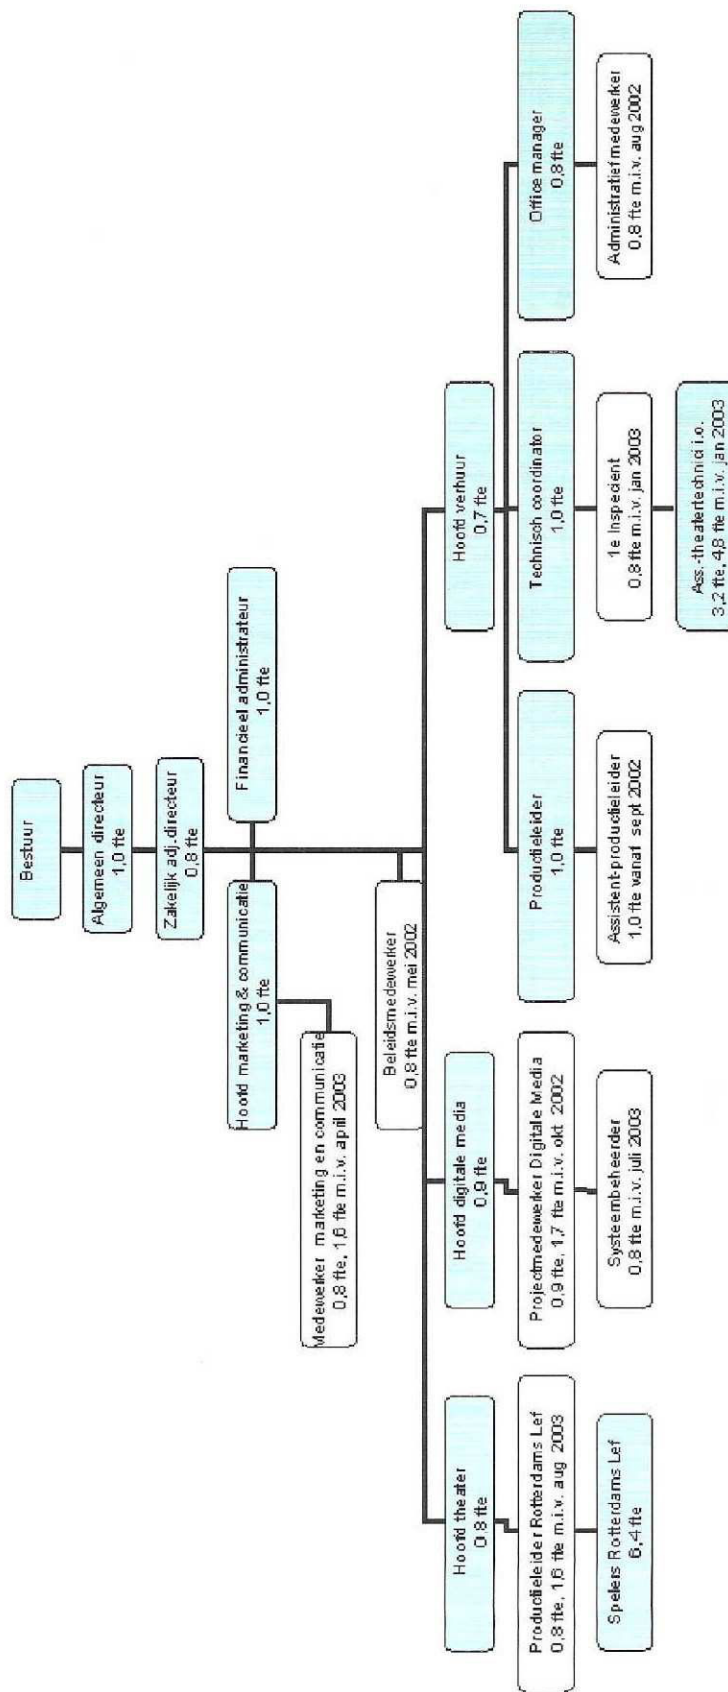 Bestuur
Algemeen directeur
1,0 fte
Zakelijk adj.directeur
0,8 fte
Hoofd marketing & communicatie
1,0 fte
Financieel administrateur
1,0 fte
Medewerker marketing en communicatie
0,8 fte, 1,6 fte m.i.v. april 2003
Beleidsmedewerker
0,8 fte m.i.v. mei 2002
Hoofd theater
0,8 fte
Hoofd digitale media
0,9 fte
Hoofd verhuur
0,7 fte
Productieleider Rotterdams Lef
0,8 fte, 1,6 fte m.i.v. aug 2003
Projectmedewerker Digitale Media
0,9 fte, 1,7 fte m.i.v. okt 2002
Productieleider
1,0 fte
Technisch coordinator
1,0 fte
Office manager
0,8 fte
Spelers Rotterdams Lef
6,4 fte
Systeembeheerder
0,8 fte m.i.v. juli 2003
Assistent-productieleider
1,0 fte vanaf sept 2002
1e Inspecient
0,8 fte m.i.v. jan 2003
Administratief medewerker
0,8 fte m.i.v. aug 2002
Ass.-theatertechnici i.o.
3,2 fte, 4,8 fte m.i.v. jan 2003